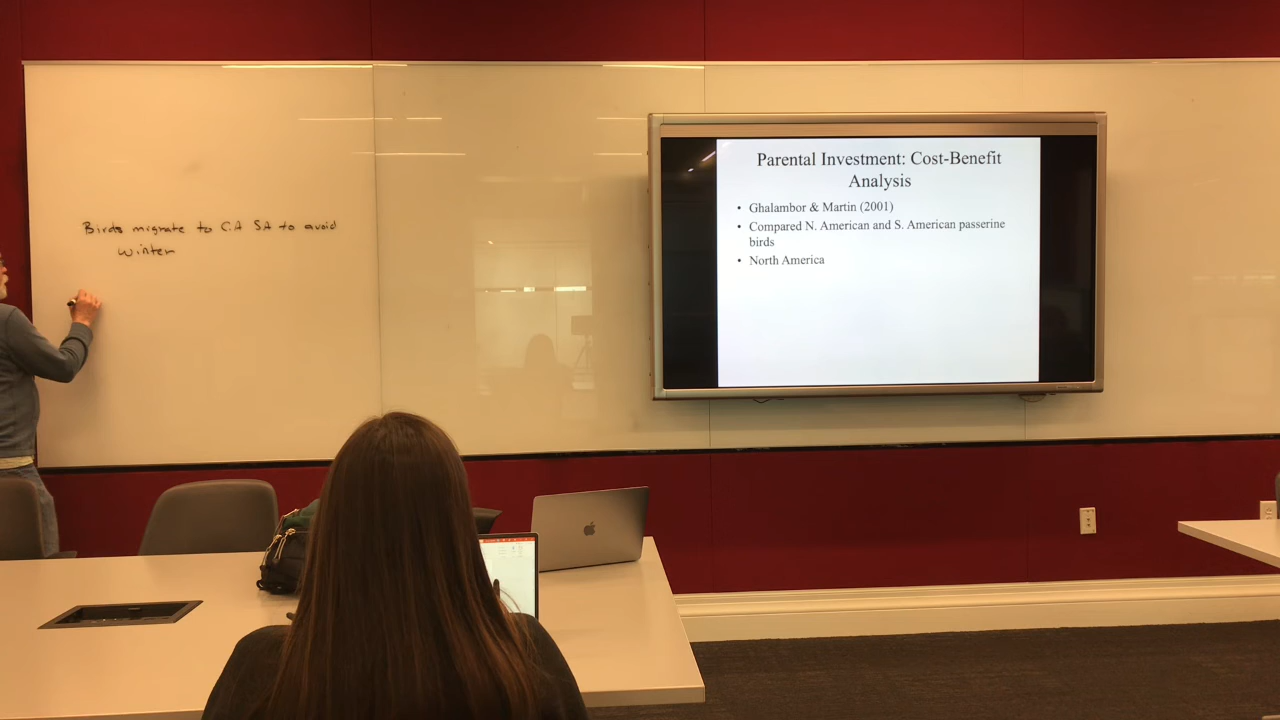 Birds migrate to CA SA to avoid
winter
Parental Investment: Cost-Benefit
Analysis
• Ghalambor & Martin (2001)
• Compared N. American and S. American passerine
birds
• North America